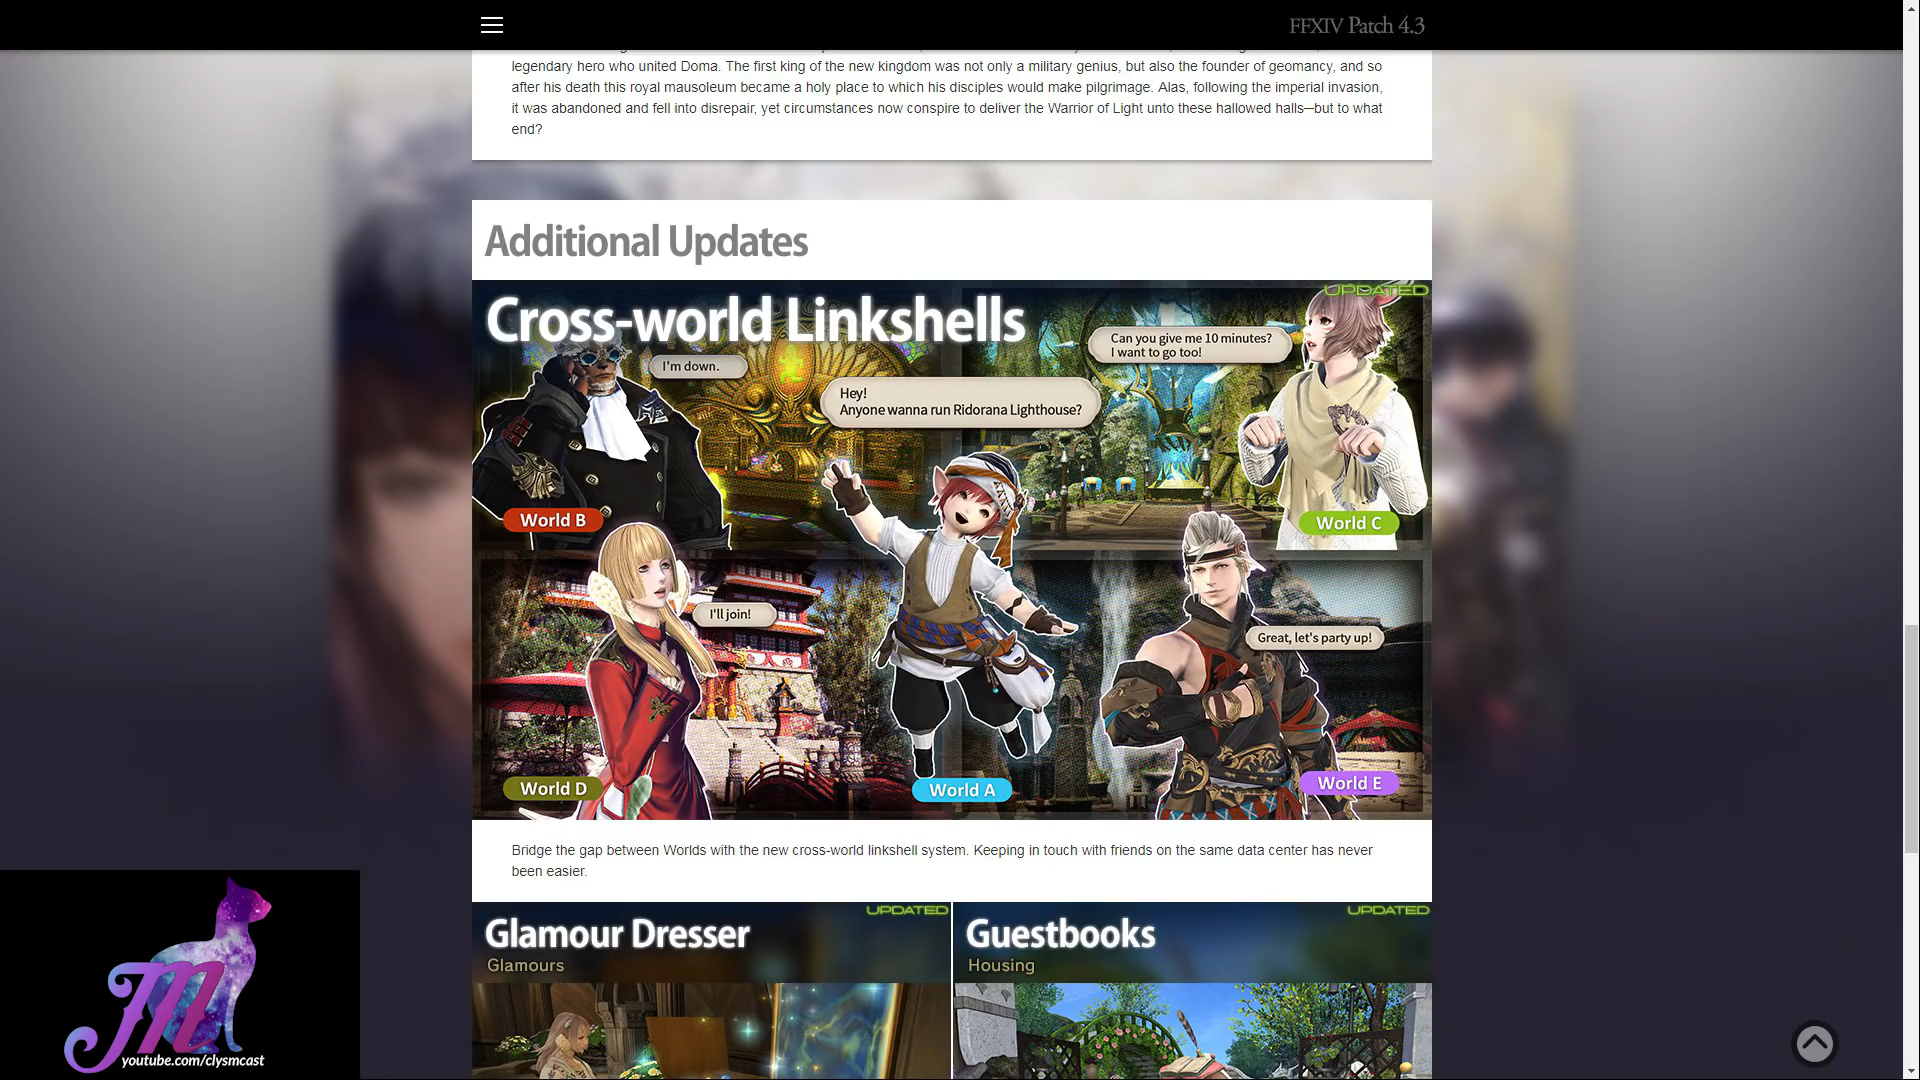 FFXIV Patch 4.3
legendary hero who united Doma. The first king of the new kingdom was not only a military genius, but also the founder of geomancy, and so
after his death this royal mausoleum became a holy place to which his disciples would make pilgrimage. Alas, following the imperial invasion,
it was abandoned and fell into disrepair, yet circumstances now conspire to deliver the Warrior of Light unto these hallowed halls—but to what
end?
Additional Updates
UPDATED
Cross-world Linkshells
Can you give me 10 minutes?
I want to go too!
I'm down.
Hey!
Anyone wanna run Ridorana Lighthouse?
World B
World C
I'll join!
Great, let's party up!
World D
World A
World E
Bridge the gap between Worlds with the new cross-world linkshell system. Keeping in touch with friends on the same data center has never
been easier.
UPDATED
Glamour Dresser
Glamours
UPDATED
Guestbooks
Housing
M
youtube.com/clysmcast